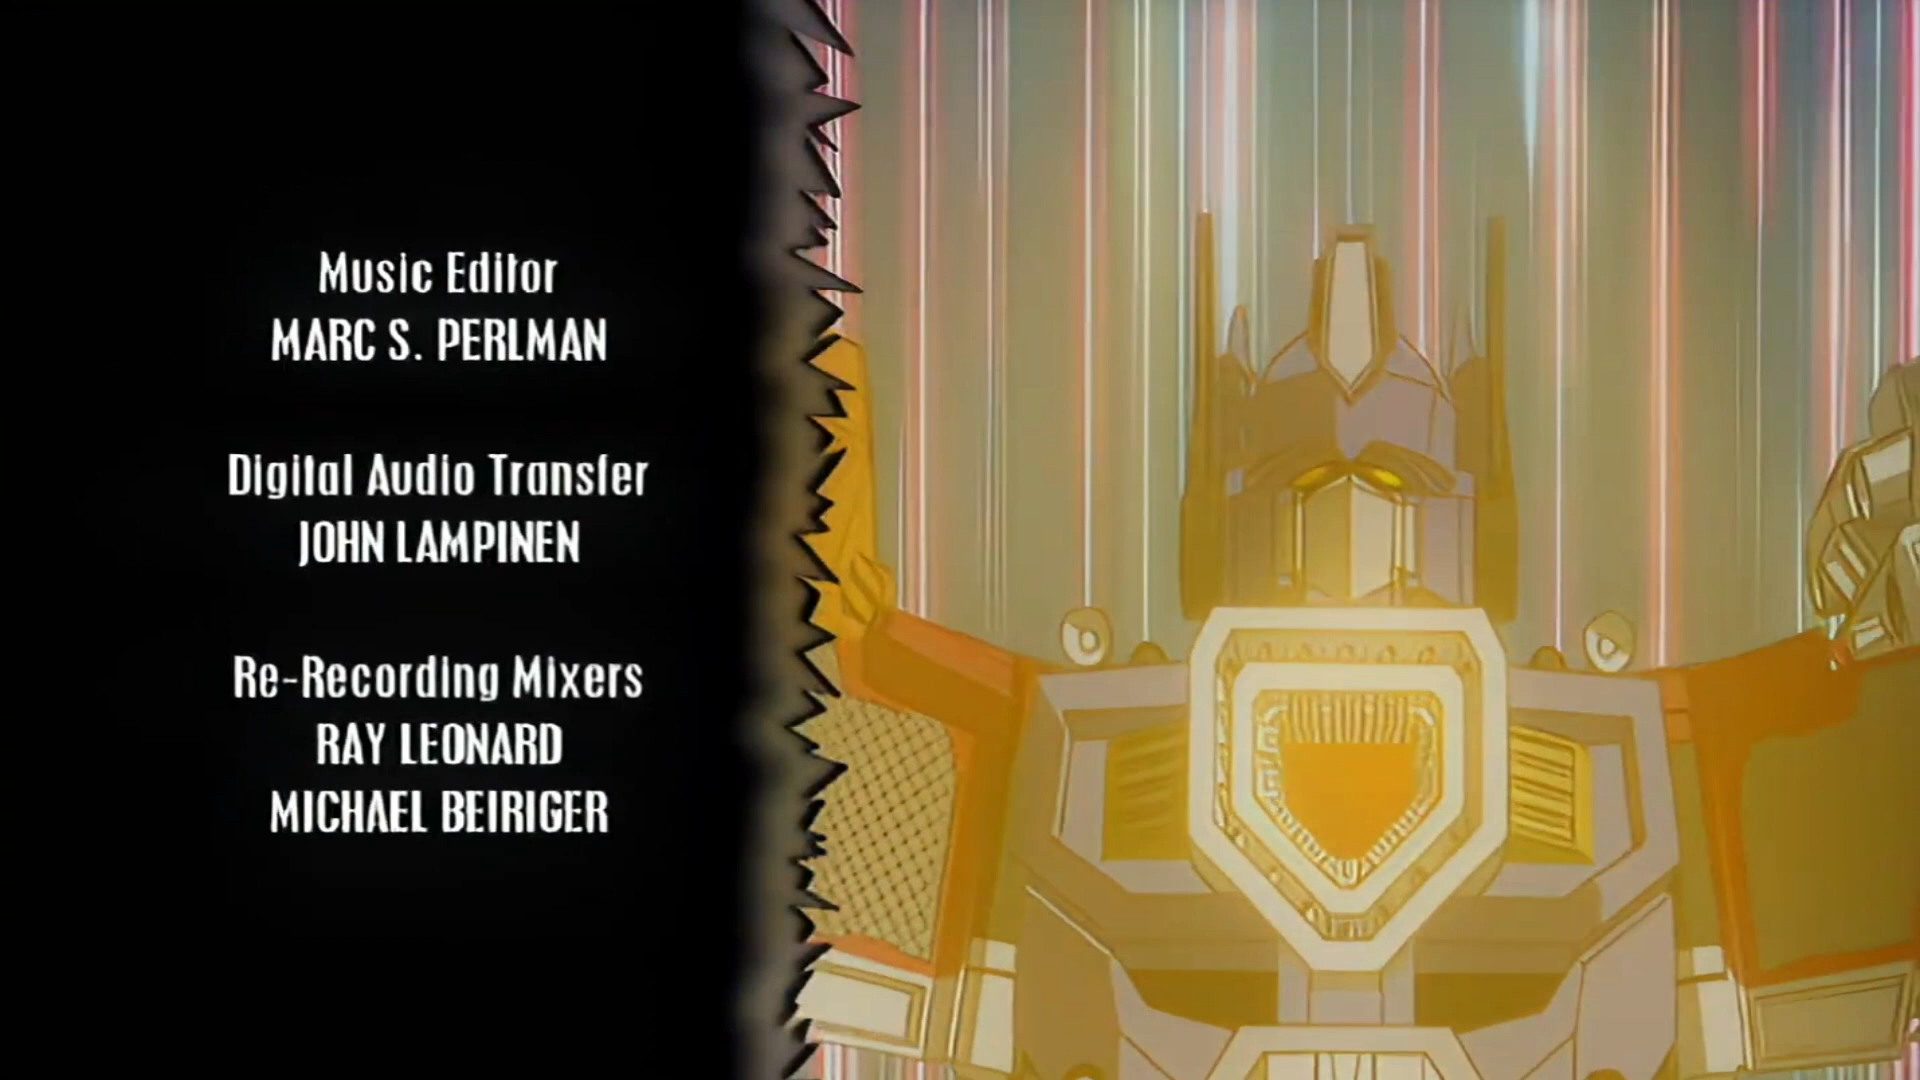 Music Editor
MARC S. PERLMAN
Digital Audio Transfer
JOHN LAMPINEN
Re-Recording Mixers
RAY LEONARD
MICHAEL BEIRIGER